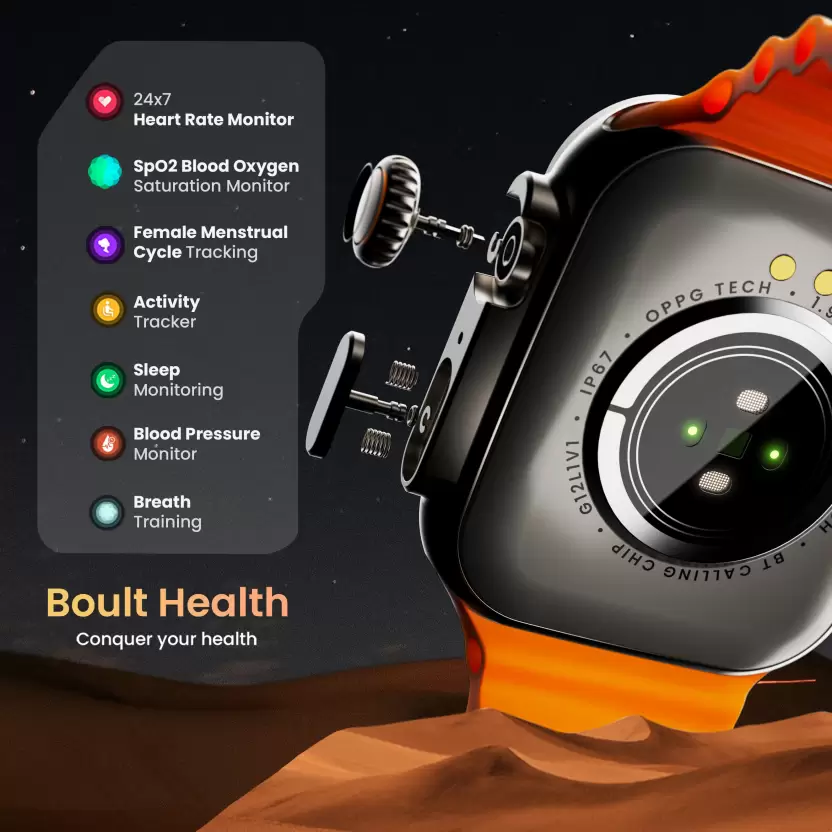 24x7
Heart Rate Monitor
SpO2 Blood Oxygen
Saturation Monitor
Female Menstrual
Cycle Tracking
Activity
Tracker
Sleep
Monitoring
Blood Pressure
Monitor
Breath
Training
Boult Health
Conquer your health
BT CALLING CHIP • G12L1V1 • IP67 • OPPG TECH •